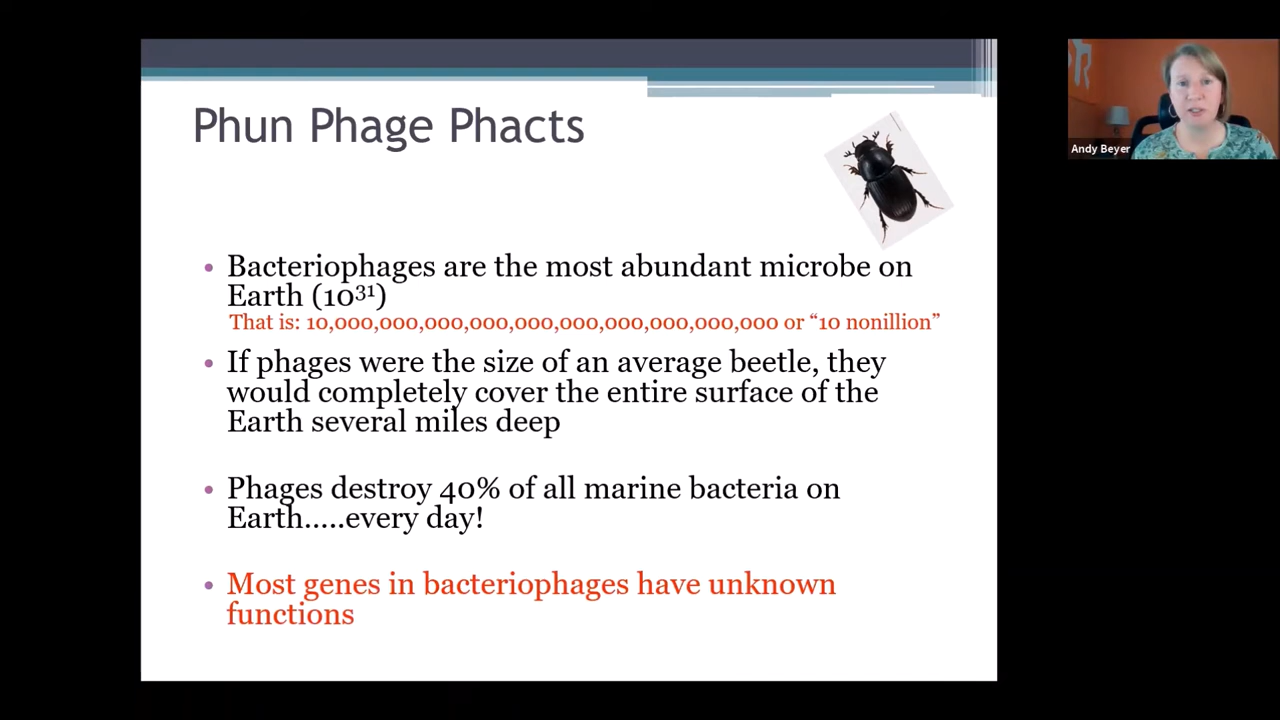 Phun Phage Phacts
Andy Beyer
• Bacteriophages are the most abundant microbe on
Earth (10³¹)
That is: 10,000,000,000,000,000,000,000,000,000,000 or “10 nonillion”
• If phages were the size of an average beetle, they
would completely cover the entire surface of the
Earth several miles deep
• Phages destroy 40% of all marine bacteria on
Earth.....every day!
• Most genes in bacteriophages have unknown
functions